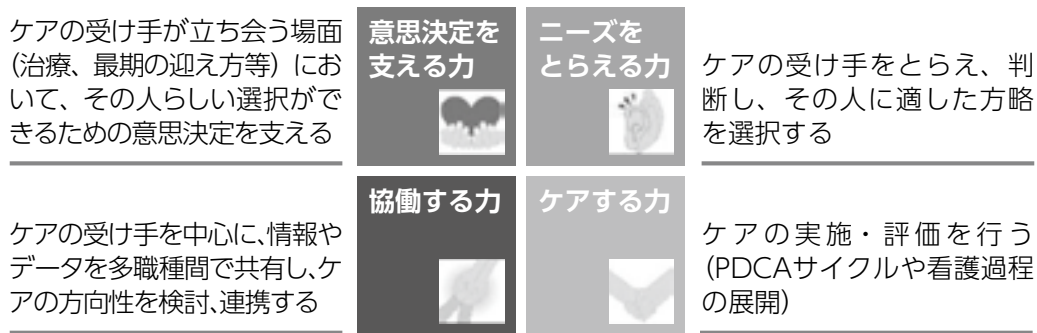 ケアの受け手が立ち会う場面
(治療、最期の迎え方等)にお
いて、その人らしい選択がで
きるための意思決定を支える
意思決定を
支える力
ニーズを
とらえる力
ケアの受け手をとらえ、判
断し、その人に適した方略
を選択する
ケアの受け手を中心に、情報や
データを多職種間で共有し、ケ
アの方向性を検討、連携する
協働する力
ケアする力
ケアの実施・評価を行う
(PDCAサイクルや看護過程
の展開)